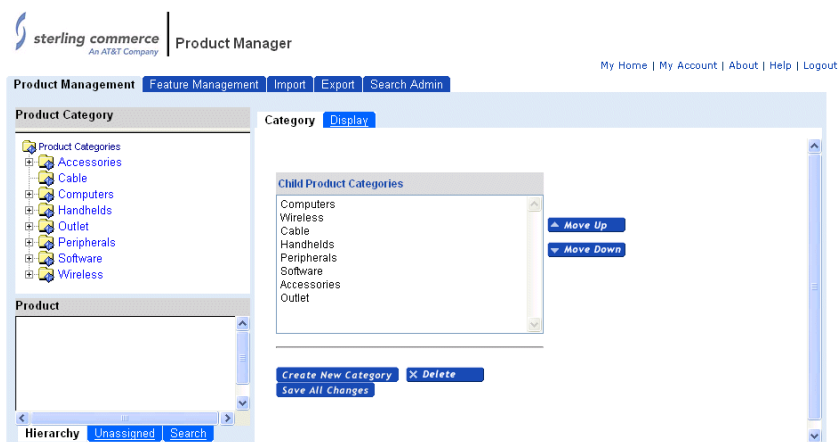 sterling commerce
An AT&T Company
Product Manager
My Home | My Account | About | Help | Logout
Product Management Feature Management Import Export Search Admin
Product Category
Product Categories
Accessories
Cable
Computers
Handhelds
Outlet
Peripherals
Software
Wireless
Product
Hierarchy Unassigned Search
Category Display
Child Product Categories
Computers
Wireless
Cable
Handhelds
Peripherals
Software
Accessories
Outlet
Move Up
Move Down
Create New Category Delete
Save All Changes